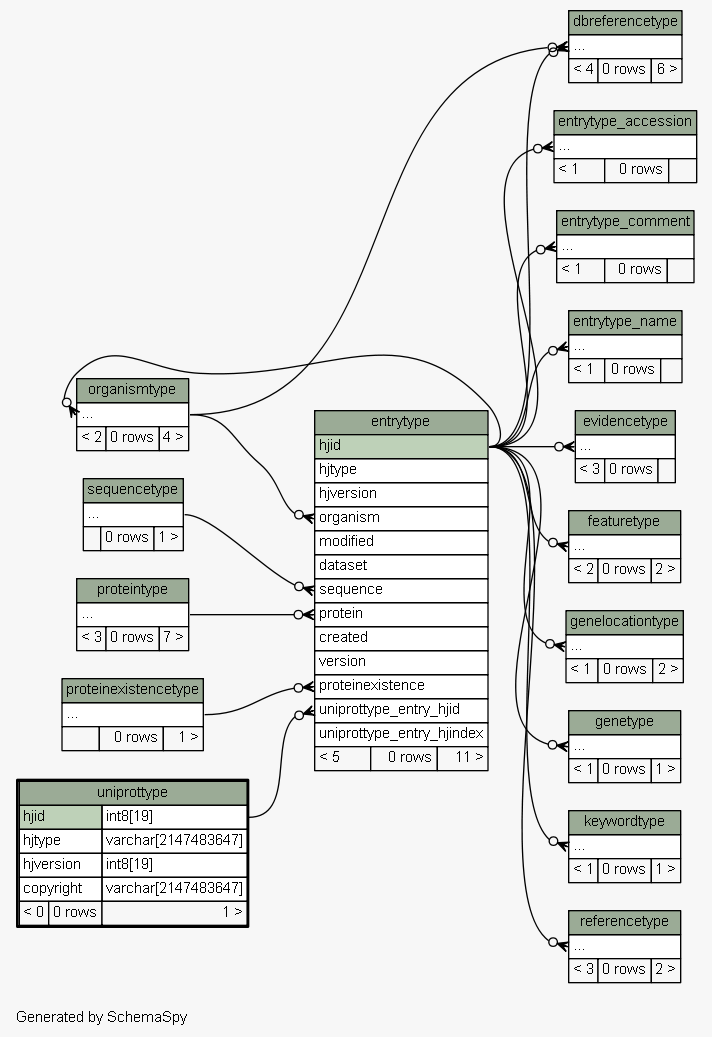 dbreferencetype
...
< 4 0 rows 6 >
entrytype_accession
...
< 1 0 rows
entrytype_comment
...
< 1 0 rows
entrytype_name
...
< 1 0 rows
organismtype
...
< 2 0 rows 4 >
sequencetype
...
0 rows 1 >
proteintype
...
< 3 0 rows 7 >
proteinexistencetype
...
0 rows 1 >
uniprottype
hjid int8[19]
hjtype varchar[2147483647]
hjversion int8[19]
copyright varchar[2147483647]
< 0 0 rows 1 >
entrytype
hjid
hjtype
hjversion
organism
modified
dataset
sequence
protein
created
version
proteinexistence
uniprottype_entry_hjid
uniprottype_entry_hjindex
< 5 0 rows 11 >
evidencetype
...
< 3 0 rows
featuretype
...
< 2 0 rows 2 >
genelocationtype
...
< 1 0 rows 2 >
genetype
...
< 1 0 rows 1 >
keywordtype
...
< 1 0 rows 1 >
referencetype
...
< 3 0 rows 2 >
Generated by SchemaSpy